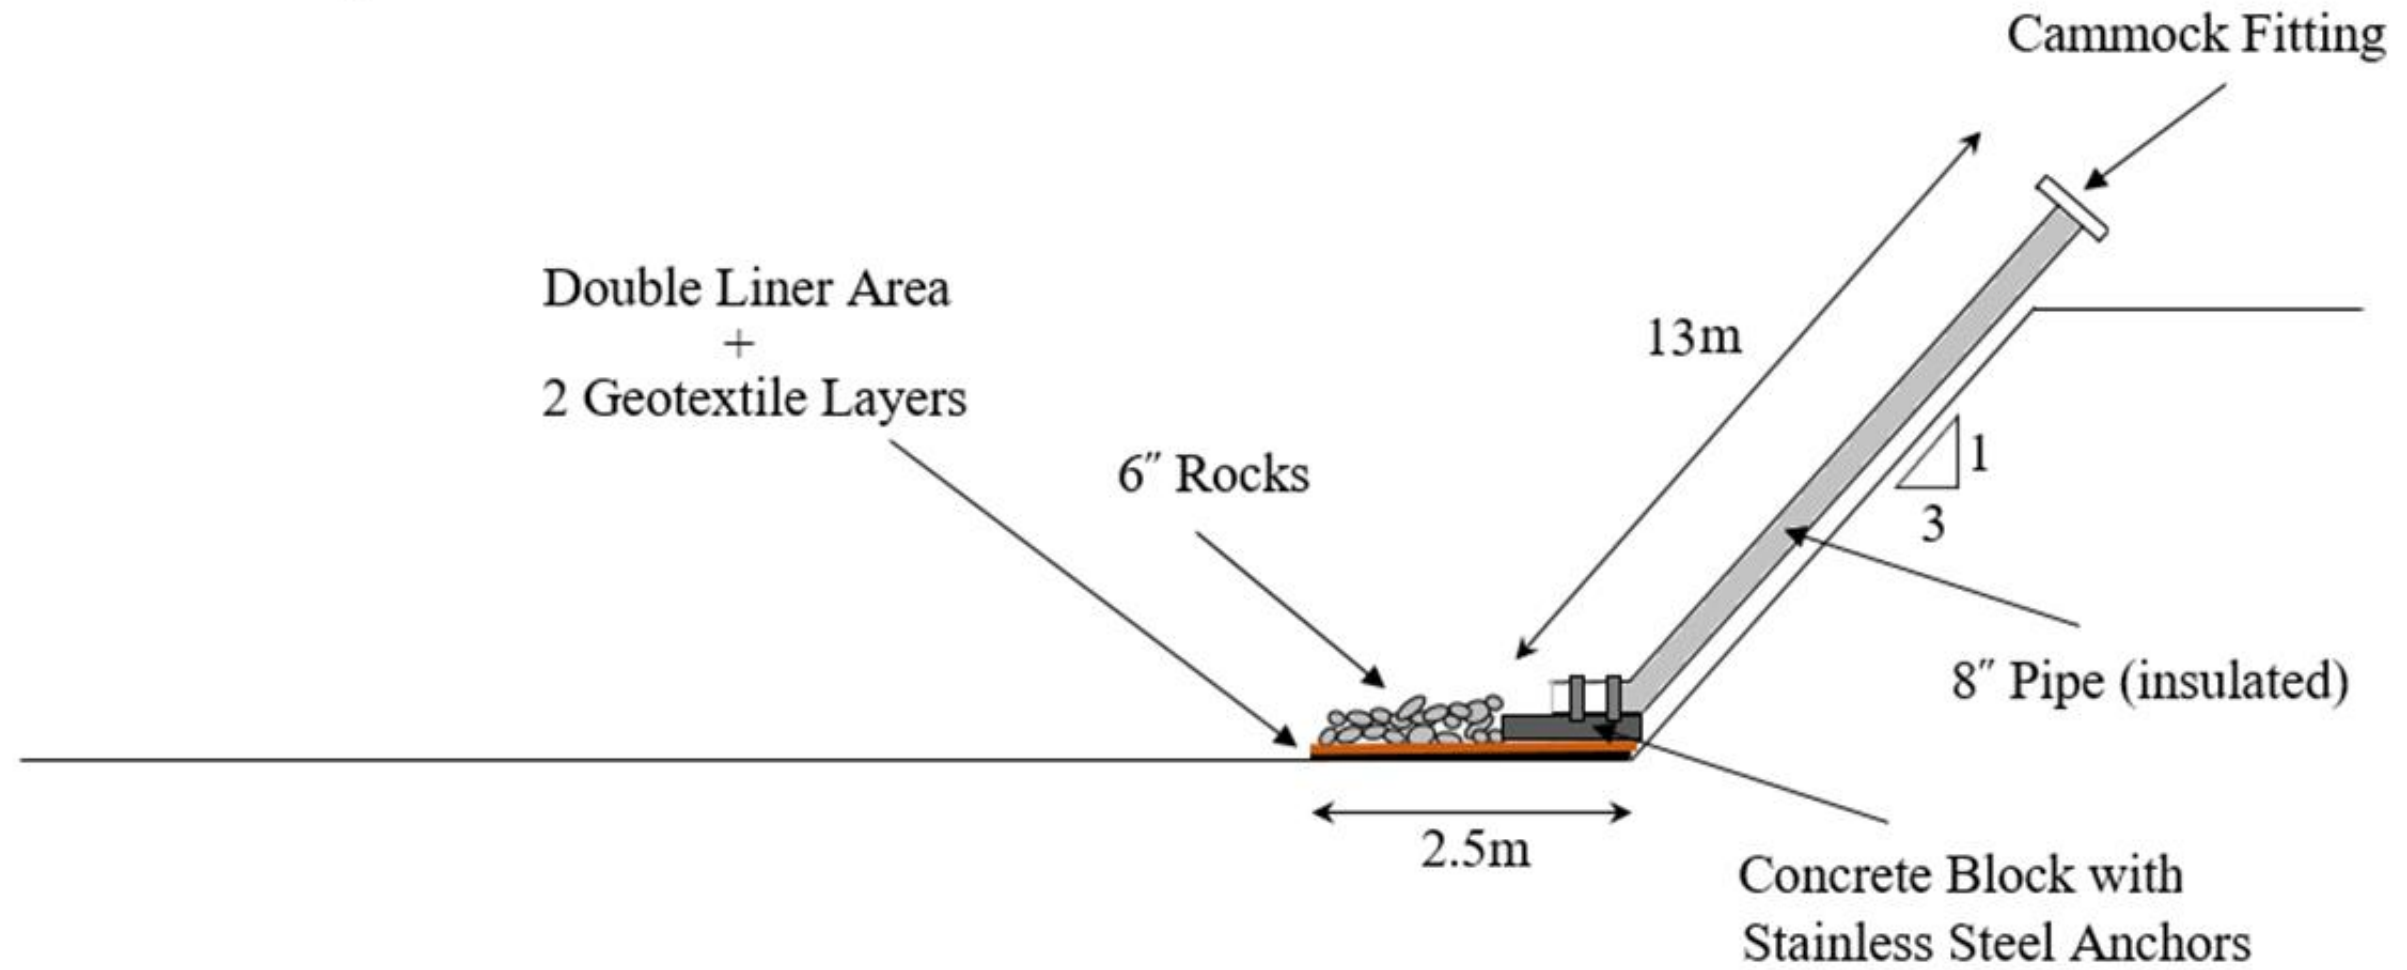 Cammock Fitting
Double Liner Area
+
2 Geotextile Layers
13m
6″ Rocks
1
3
8″ Pipe (insulated)
2.5m
Concrete Block with
Stainless Steel Anchors